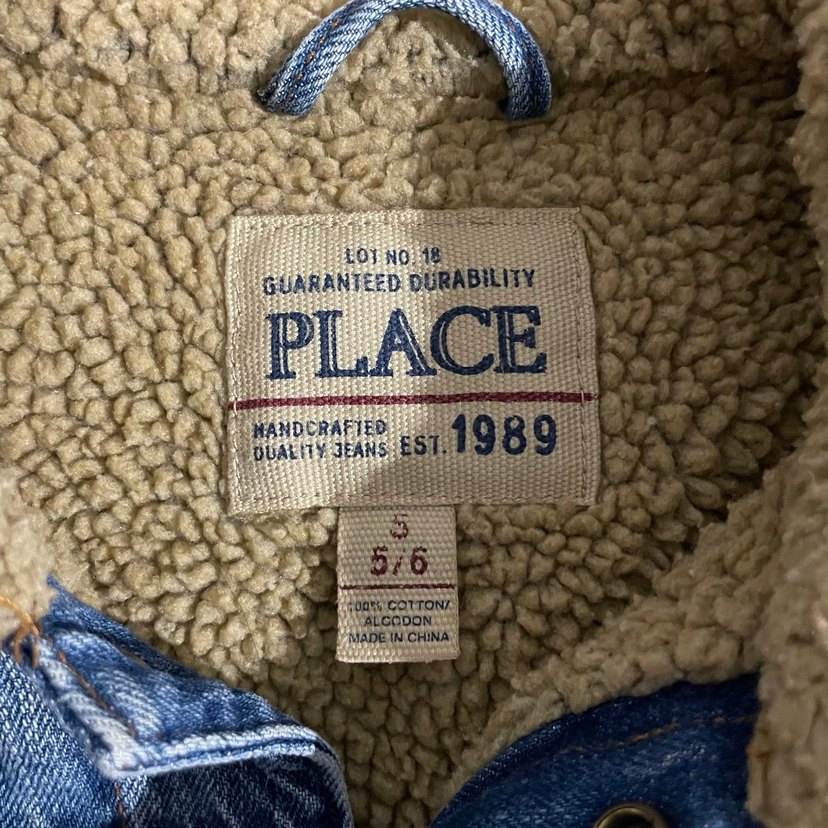 LOT NO. 18
GUARANTEED DURABILITY
PLACE
HANDCRAFTED
QUALITY JEANS EST. 1989
S
5/6
100% COTTON/
ALGODON
MADE IN CHINA